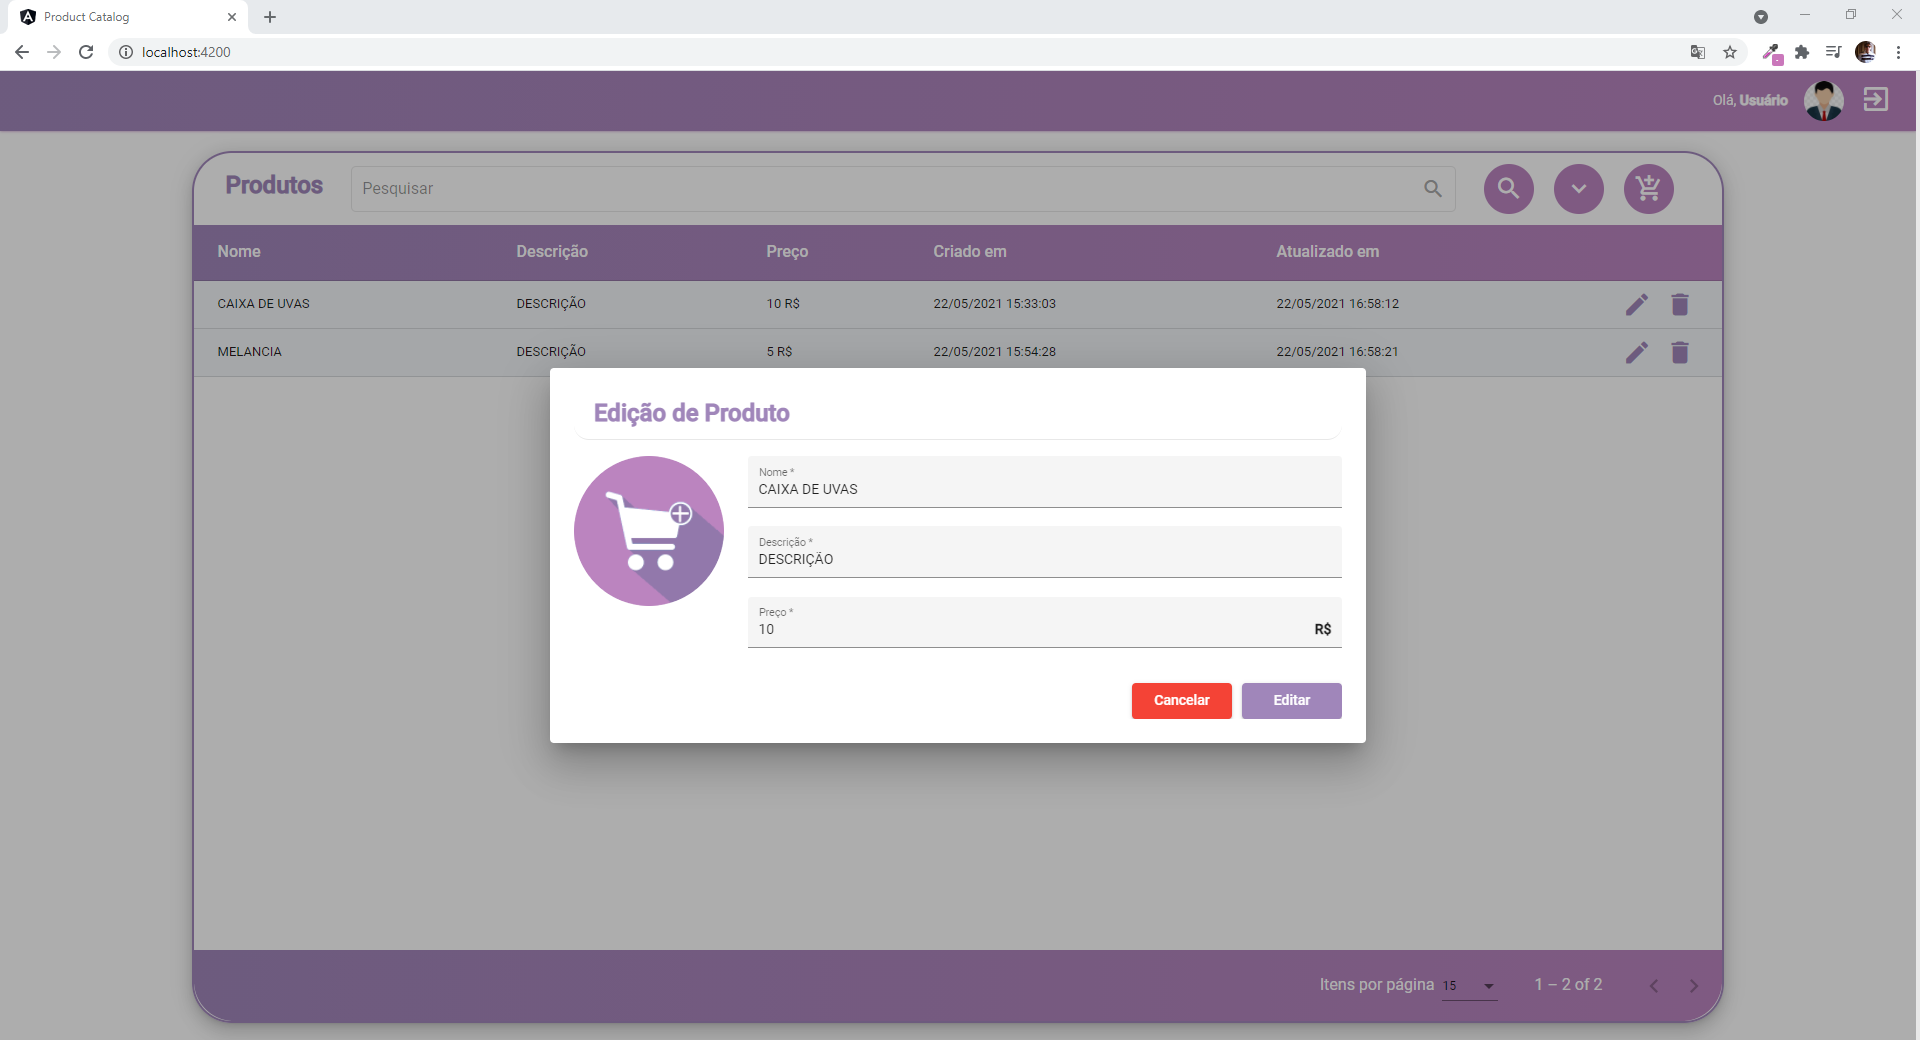 Product Catalog
localhost:4200
Olá, Usuário
Produtos
Pesquisar
Nome Descrição Preço Criado em Atualizado em
CAIXA DE UVAS DESCRIÇÃO 10 R$ 22/05/2021 15:33:03 22/05/2021 16:58:12
MELANCIA DESCRIÇÃO 5 R$ 22/05/2021 15:54:28 22/05/2021 16:58:21
Edição de Produto
Nome *
CAIXA DE UVAS
Descrição *
DESCRIÇÃO
Preço *
10 R$
Cancelar Editar
Itens por página 15 1 – 2 of 2